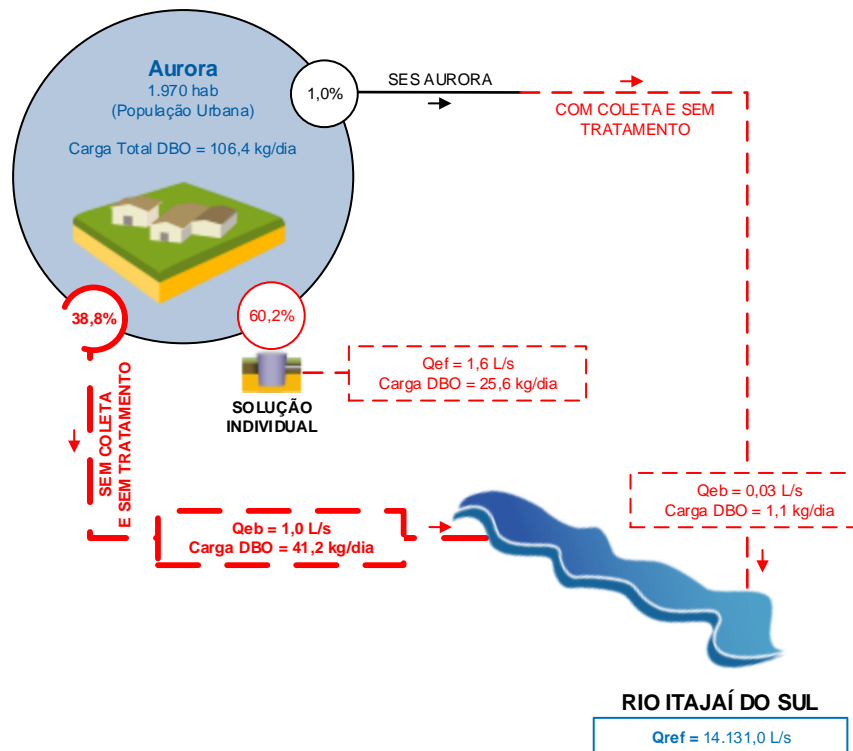 Aurora
1.970 hab
(População Urbana)
Carga Total DBO = 106,4 kg/dia
1,0%
SES AURORA
COM COLETA E SEM
TRATAMENTO
38,8%
60,2%
SOLUÇÃO
INDIVIDUAL
Qef = 1,6 L/s
Carga DBO = 25,6 kg/dia
SEM COLETA
E SEM TRATAMENTO
Qeb = 1,0 L/s
Carga DBO = 41,2 kg/dia
Qeb = 0,03 L/s
Carga DBO = 1,1 kg/dia
RIO ITAJAÍ DO SUL
Qref = 14.131,0 L/s